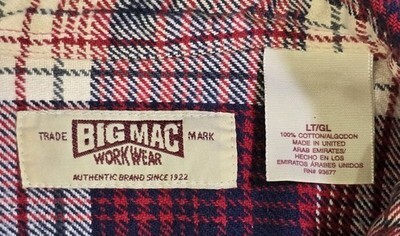 TRADE BIG MAC MARK
WORK WEAR
AUTHENTIC BRAND SINCE 1922
LT/GL
100% COTTON/ALGODON
MADE IN UNITED
ARAB EMIRATES/
HECHO EN LOS
EMIRATOS ÁRABES UNIDOS
RN# 93677